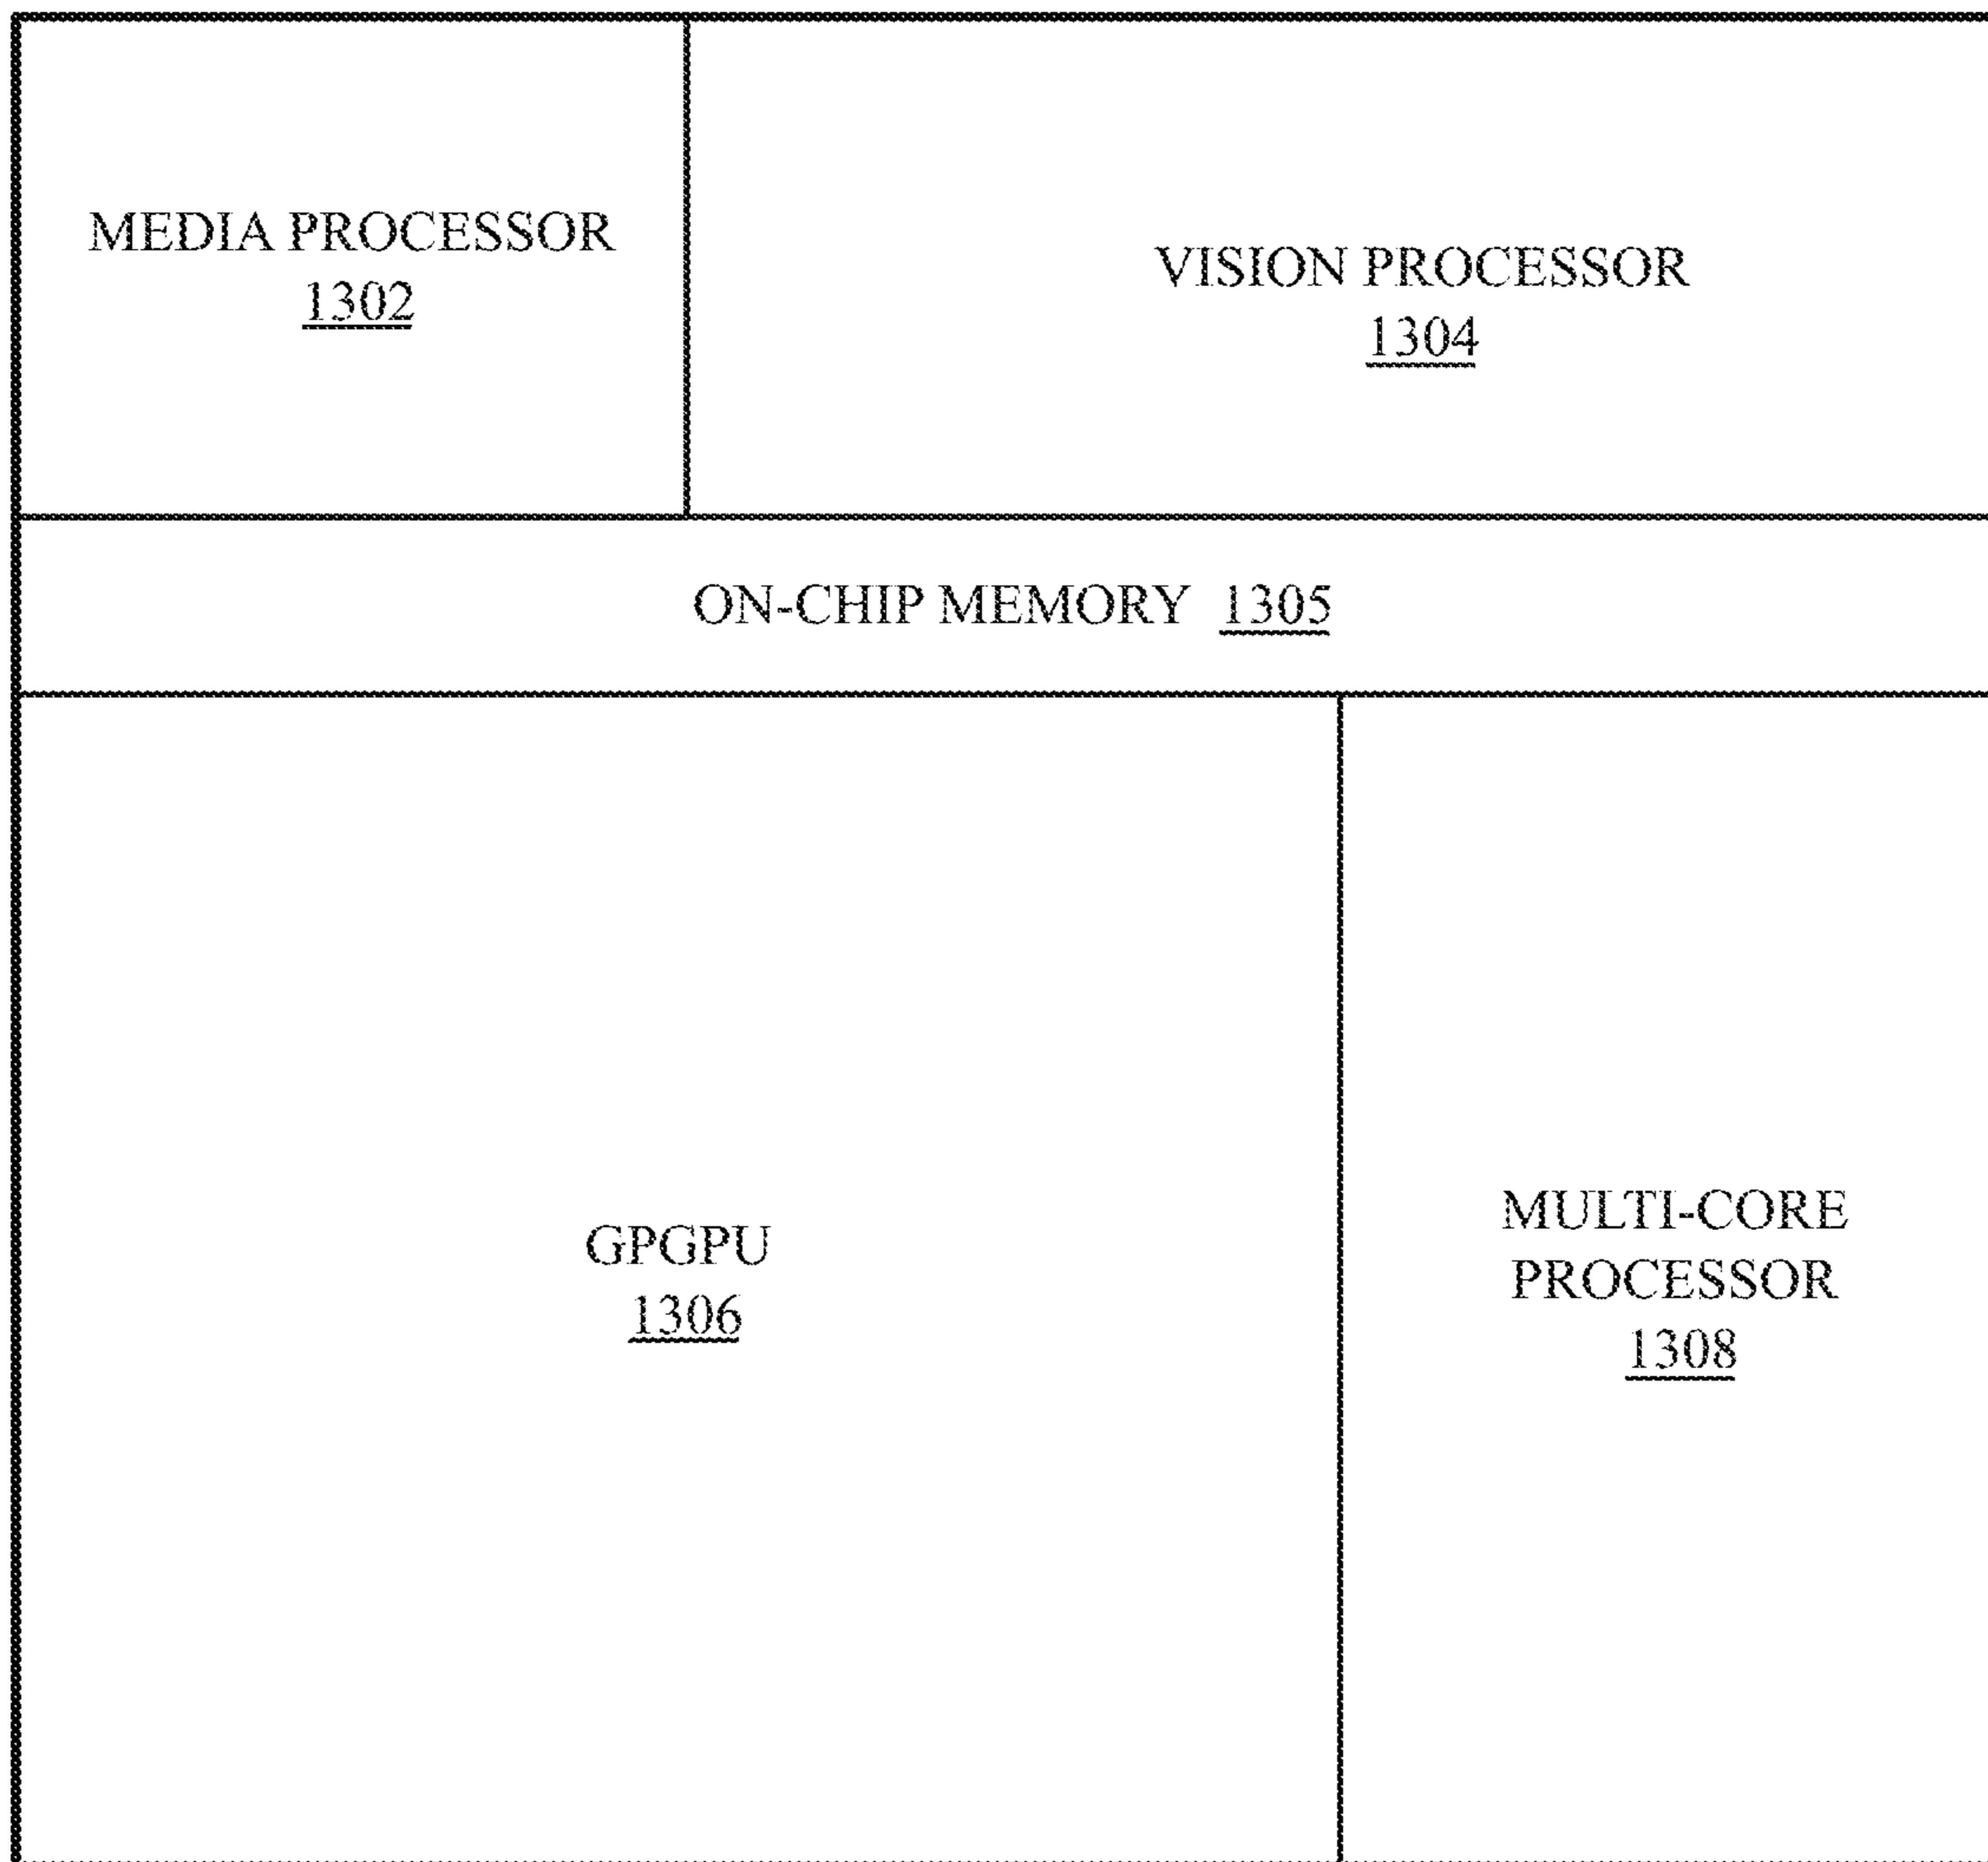 MEDIA PROCESSOR
1302
VISION PROCESSOR
1304
ON-CHIP MEMORY 1305
GPGPU
1306
MULTI-CORE
PROCESSOR
1308